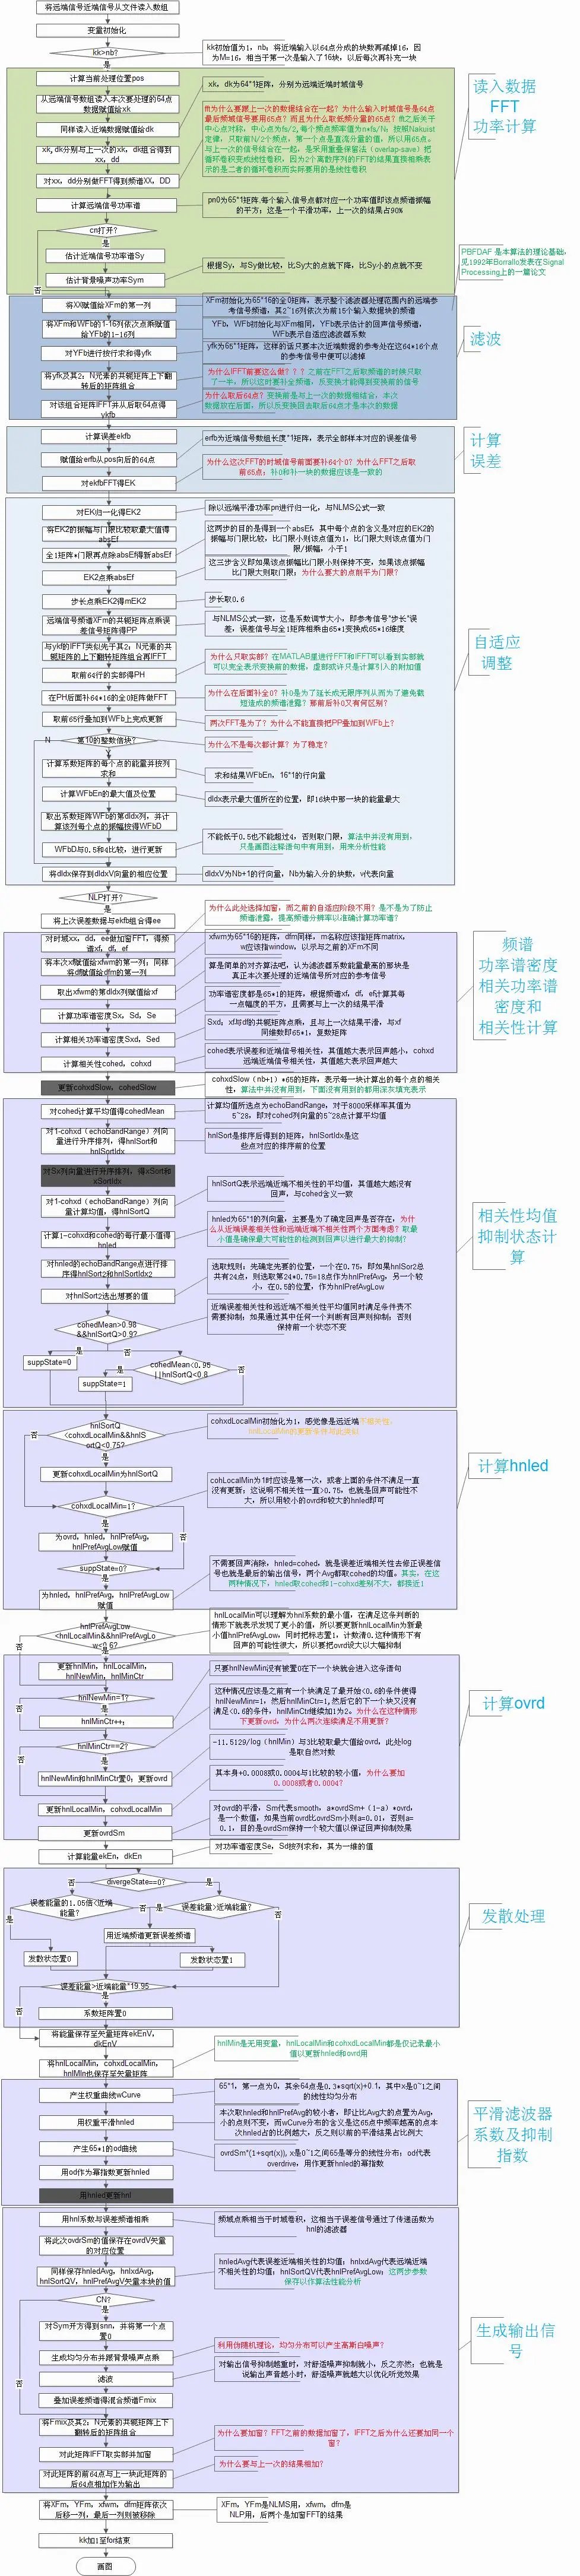 将远端信号近端信号从文件读入数组
变量初始化
kk>nb?
kk初始值为1，nb：将近端输入以64点分成的块数再减掉16，因
为M=16，相当于第一次是输入了16块，以后每次再补充一块
计算当前处理位置pos
从远端信号数组读入本次要处理的64点
数据赋值给xk
xk，dk为64*1矩阵，分别为远端近端时域信号
同样读入近端数据赋给dk
xk, dk分别与上一次的xk，dk组合得到
xx，dd
对xx，dd分别做FFT得到频谱XX，DD
fft为什么要跟上一次的数据结合在一起？为什么输入时域信号是64点
最后频域信号要用65点？而且为什么取低频分量的65点？fft之后关于
中心点对称，中心点为fs/2，每个频点频率值为n*fs/N；按照Nakuist
定律，只取前N/2个频点，第一个点是直流分量的值，所以用65点。
与上一次的信号结合在一起，是采用重叠保留法（overlap-save）把
循环卷积变成线性卷积，因为2个离散序列的FFT的结果直接相乘表
示的是二者的循环卷积而实际要用的是线性卷积
读入数据
FFT
功率计算
计算远端信号功率谱
pn0为65*1矩阵,每个输入信号点都对应一个功率值即该点频谱振幅
的平方；这是一个平滑功率，上一次的结果占90%
cn打开?
是
否
估计近端信号功率谱Sy
估计背景噪声功率Sym
根据Sy，与Sy做比较，比Sy大的点就下降，比Sy小的点就不变
PBFDAF 是本算法的理论基础，
见1992年Borrallo发表在Signal
Processing上的一篇论文
将XX赋值给XFm的第一列
XFm初始化为65*16的全0矩阵，表示整个滤波器处理范围内的远端参
考信号频谱，其2~16列依次为前15个输入数据块的频谱
将XFm和WFb的1-16列依次点乘赋值
给YFb的1-16列
YFb，WFb初始化与XFm相同，YFb表示估计的回声信号频谱，
WFb表示自适应滤波器系数
对YFb进行按行求和得yfk
yfk为65*1矩阵，这样的话只要本次近端数据的参考处在这64*16个点
的参考信号中便可以滤掉
滤波
将yfk及其2；N元素的共轭矩阵上下翻
转后的矩阵组合
为什么IFFT前要这么做？？？之前在FFT之后取频谱的时候只取
了一半，所以这时要补全频谱，反变换才能得到变换前的信号
对该组合矩阵IFFT并从后取64点得
ykfb
为什么取后64点？变换前是与上一次的数据相结合，本次
数据放在后面，所以反变换回去取后64点才是本次的数据
计算误差ekfb
erfb为近端信号数组长度*1矩阵，表示全部样本对应的误差信号
赋值给erfb从pos向后的64点
对ekfbFFT得EK
为什么这次FFT的时域信号前面要补64个0？为什么FFT之后取
前65点；补0和补一块的数据应该是一致的
计算
误差
对EK归一化得EK2
除以远端平滑功率pn进行归一化，与NLMS公式一致
将EK2的振幅与门限比较取最大值得
absEf
这两步的目的是得到一个absEf，其中每个点的含义是对应的EK2的
振幅与门限比较，比门限小则该点值为1，比门限大则该点值为门
限/振幅，小于1
全1矩阵*门限再点除absEf得新absEf
EK2点乘absEf
这三步含义即如果该点振幅比门限小则保持不变，如果该点振幅
比门限大则取门限；为什么要大的点削平为门限？
步长点乘EK2得mEK2
步长取0.6
远端信号频谱XFm的共轭矩阵点乘误
差信号矩阵得PP
与NLMS公式一致，这是系数调节大小，即参考信号*步长*误
差，误差信号与全1矩阵相乘由65*1变换成65*16维度
与ykf的IFFT类似先于其2；N元素的共
轭矩阵的上下翻转矩阵组合再IFFT
取前64行的实部得PH
为什么只取实部？在MATLAB里进行FFT和IFFT可以看到实部就
可以完全表示变换前的数据，虚部或许只是计算引入的附加值
自适应
调整
在PH后面补64*16的全0矩阵做FFT
为什么在后面补全0？补0是为了延长成无限序列从而为了避免截
短造成的频谱泄露？那前后补0又有何区别？
取前65行叠加到WFb上完成更新
两次FFT是为了？为什么不能直接把PP叠加到WFb上？
第10的整数倍块?
N
Y
为什么不是每次都计算？为了稳定？
计算系数矩阵的每个点的能量并按列
求和
求和结果WFbEn，16*1的行向量
计算WFbEn的最大值及位置
dIdx表示最大值所在的位置，即16块中那一块的能量最大
取出系数矩阵WFb的第dIdx列，并计
算该列每个点的振幅按得WFbD
WFbD与0.5和4比较，进行更新
不能低于0.5也不能超过4，否则取门限，算法中并没有用到，
只是画图注释语句中有用到，用来分析性能
将dIdx保存到dIdxV向量的相应位置
dIdxV为Nb+1的行向量，Nb为输入分的块数，v代表向量
NLP打开?
将上次误差数据与ekfb组合得ee
为什么此处选择加窗，而之前的自适应阶段不用？是不是为了防止
频谱泄露，提高频谱分辨率以准确计算功率谱？
对时域xx，dd，ee做加窗FFT，得频
谱xf，df，ef
将本次xf赋值给xfwm的第一列；同样
将df赋值给dfm的第一列
xfwm为65*16的矩阵，dfm同样，m名称应该指矩阵matrix，
w应该指window，以示与之前的XFm不同
取出xfwm的第dIdx列赋给xf
算是简单的对齐算法吧，认为滤波器系数能量最高的那块是
真正本次要处理的近端信号所对应的参考信号
计算功率谱密度Sx，Sd，Se
功率谱密度都是65*1的矩阵，根据频谱xf，df，ef计算其每
一点幅度的平方，且需要与上一次的结果平滑
计算相关功率谱密度Sxd，Sed
Sxd：xf与df的共轭矩阵点乘，且与上一次结果平滑，与xf
同维数即65*1，复数矩阵
计算相关性cohed，cohxd
cohed表示误差和近端信号相关性，其值越大表示回声越小，cohxd
远端近端信号相关性，其值越大表示回声越大
频谱
功率谱密度
相关功率谱
密度和
相关性计算
更新cohxdSlow，cohedSlow
cohxdSlow（nb+1）*65的矩阵，表示每一块计算出的每个点的相关
性，算法中并没有用到，下面没有用到的都用深灰填充表示
对cohed计算平均值得cohedMean
计算均值所选点为echoBandRange，对于8000采样率其值为
5~28，即对cohed列向量的5~28点计算平均值
对1-cohxd（echoBandRange）列向
量进行升序排列，得hnlSort和
hnlSortIdx
hnlSort是排序后得到的矩阵，hnlSortIdx是这
些点对应的排序前的位置
对Sx列向量进行升序排列，得xSort和
xSortIdx
对1-cohxd（echoBandRange）列向
量计算均值，得hnlSortQ
hnlSortQ表示远端近端不相关性的平均值，其值越大越没有
回声，与cohed含义一致
计算1-cohxd和cohed的每行最小值得
hnled
hnled为65*1的列向量，主要是为了确定回声是否存在，为什
么从近端误差相关性和远端近端不相关性两个方面考虑？取最
小值是确保最大可能性的检测到回声以进行最大的抑制？
相关性均值
抑制状态计
算
对hnled的echoBandRange点进行排
序得hnlSort2和hnlSortIdx2
对hnlSort2选出想要的值
选取规则：先确定先要的位置，一个在0.75，即如果hnlSor2总
共有24点，则选取第24*0.75=18点作为hnlPrefAvg，另一个较
小，在0.5的位置，作为hnlPrefAvgLow
cohedMean>0.98
&&hnlSortQ
>0.9?
近端误差相关性和远近端不相关性平均值同时满足条件责不
需要抑制；如果通过其中任何一个判断有回声则抑制；否则
保持前一个状态不变
是
否
suppState=0
cohedMean<0.95
||hnlSortQ<0.8
是
否
suppState=1
hnlSortQ
<cohxdLocalMin&&hnlS
ortQ<0.75?
cohxdLocalMin初始化为1，感觉像是远近端不相关性，
hnlLocalMin的更新条件与此类似
否
是
更新cohxdLocalMin为hnlSortQ
cohxdLocalMin=1?
cohLocalMin为1时应该是第一次，或者上面的条件不满足一直
没有更新；这说明不相关性一直>0.75，也就是回声可能性不
大，所以用较小的ovrd和较大的hnled即可
是
否
为ovrd，hnled，hnlPrefAvg，
hnlPrefAvgLow赋值
计算hnled
suppState=0?
否
是
为hnled，hnlPrefAvg，hnlPrefAvgLow
赋值
不需要回声消除，hnled=cohed，就是误差近端相关性去修正误差信
号也就是最后的输出信号，两个Avg都取cohed的均值。其实，在这
两种情况下，hnled取cohed和1-cohxd差别不大，都接近1
hnlPrefAvgLow
<hnlLocalMin&&hnlPrefAvgLo
w<0.6?
hnlLocalMin可以理解为hnl系数的最小值，在满足这条判断的
情形下就表示发现了更小的值，所以要更新hnlLocalMin为新最
小值hnlPrefAvgLow，同时把标志置1，计数清0.这种情形下有
回声的可能性很大，所以要把ovrd设大以大幅抑制
否
是
更新hnlMin，hnlLocalMin，
hnlNewMin，hnlMinCtr
只要hnlNewMin没有被置0在下一个块就会进入这条语句
hnlNewMin=1?
否
是
hnlMinCtr++；
这种情况应该是之前有一个块满足了最开始<0.6的条件使得
hnlNewMin=1，然后hnlMinCtr=1,然后它的下一个块又没有
满足<0.6的条件，hnlMinCtr继续加1为2。为什么在这种情形
下更新ovrd，为什么两次连续满足不用更新？
hnlMinCtr==2?
否
是
计算ovrd
hnlNewMin和hnlMinCtr置0；更新ovrd
-11.5129/log（hnlMin）与3比较取最大值给ovrd，此处log
是取自然对数
更新hnlLocalMin，cohxdLocalMin
其本身+0.0008或0.0004与1比较的较小值，为什么要加
0.0008或者0.0004？
更新ovrdSm
对ovrd的平滑，Sm代表smooth，a*ovrdSm+（1-a）*ovrd，
是一个数值，如果当前ovrd比ovrdSm小则a=0.01，否则a=
0.1，目的是ovrdSm保持一个较大值以保证回声抑制效果
计算能量ekEn，dkEn
对功率谱密度Se，Sd按列求和，其为一维的值
divergeState==0?
否
是
误差能量的1.05倍<近端
能量?
误差能量>近端能量?
否
是
否
是
用近端频谱更新误差频谱
发散状态置0
发散状态置1
发散处理
误差能量>近端能量*19.95
否
是
系数矩阵置0
将能量保存至矢量矩阵ekEnV，
dkEnV
将hnlLocalMin，cohxdLocalMin，
hnlMIn也保存至矢量矩阵
hnlMin是无用变量，hnlLocalMin和cohxdLocalMin都是仅记录最小
值以更新hnled和ovrd用
产生权重曲线wCurve
65*1，第一点为0，其余64点是0.3*sqrt(x)+0.1，其中x是0~1之间
的线性均匀分布
用权重平滑hnled
本次取hnled和hnlPrefAvg的较小者，即让比Avg大的点置为Avg，
小的点则不变，而wCurve分布的含义是这65点中频率越高的点本
次hnled占的比例越大，反之则以前的平滑结果占比例大
产生65*1的od曲线
ovrdSm*(1+sqrt(x)), x是0~1之间65等分的线性分布；od代表
overdrive，用作更新hnled的幂指数
用od作为幂指数更新hnled
用hnled更新hnl
平滑滤波器
系数及抑制
指数
用hnl系数与误差频谱相乘
频域点乘相当于时域卷积，这相当于误差信号通过了传递函数为
hnl的滤波器
将此次ovdrSm的值保存在ovrdV矢量
的对应位置
同样保存hnledAvg，hnlxdAvg，
hnlSortQV，hnlPrefAvgV矢量本块的值
hnledAvg代表误差近端相关性的均值；hnlxdAvg代表远端近端
不相关的均值；hnlSortQV代表hnlPrefAvgLow；这两步参数
保存以作算法性能分析
CN?
否
是
对Sym开方得到snn，并将第一个点
置0
生成均匀分布并跟背景噪声点乘
利用伪随机理论，均匀分布可以产生高斯白噪声？
滤波
对输出信号抑制越重时，对舒适噪声抑制就小，反之亦然；也就是
说输出声音越小时，舒适噪声就越大以优化听觉效果
叠加误差频谱得混合频谱Fmix
生成输出信
号
将Fmix及其2；N元素的共轭矩阵上下
翻转后的矩阵组合
对此矩阵IFFT取实部并加窗
为什么要加窗？FFT之前的数据加窗了，IFFT之后为什么还要加同一个
窗？
对此矩阵的前64点与上一块此矩阵的
后64点相加作为输出
为什么要与上一次的结果相加？
将XFm，YFm，xfwm，dfm矩阵依次
后移一列，最后一列则被移除
XFm，YFm是NLMS用，xfwm，dfm是
NLP用，后两个是加窗FFT的结果
kk加1至for结束
画图